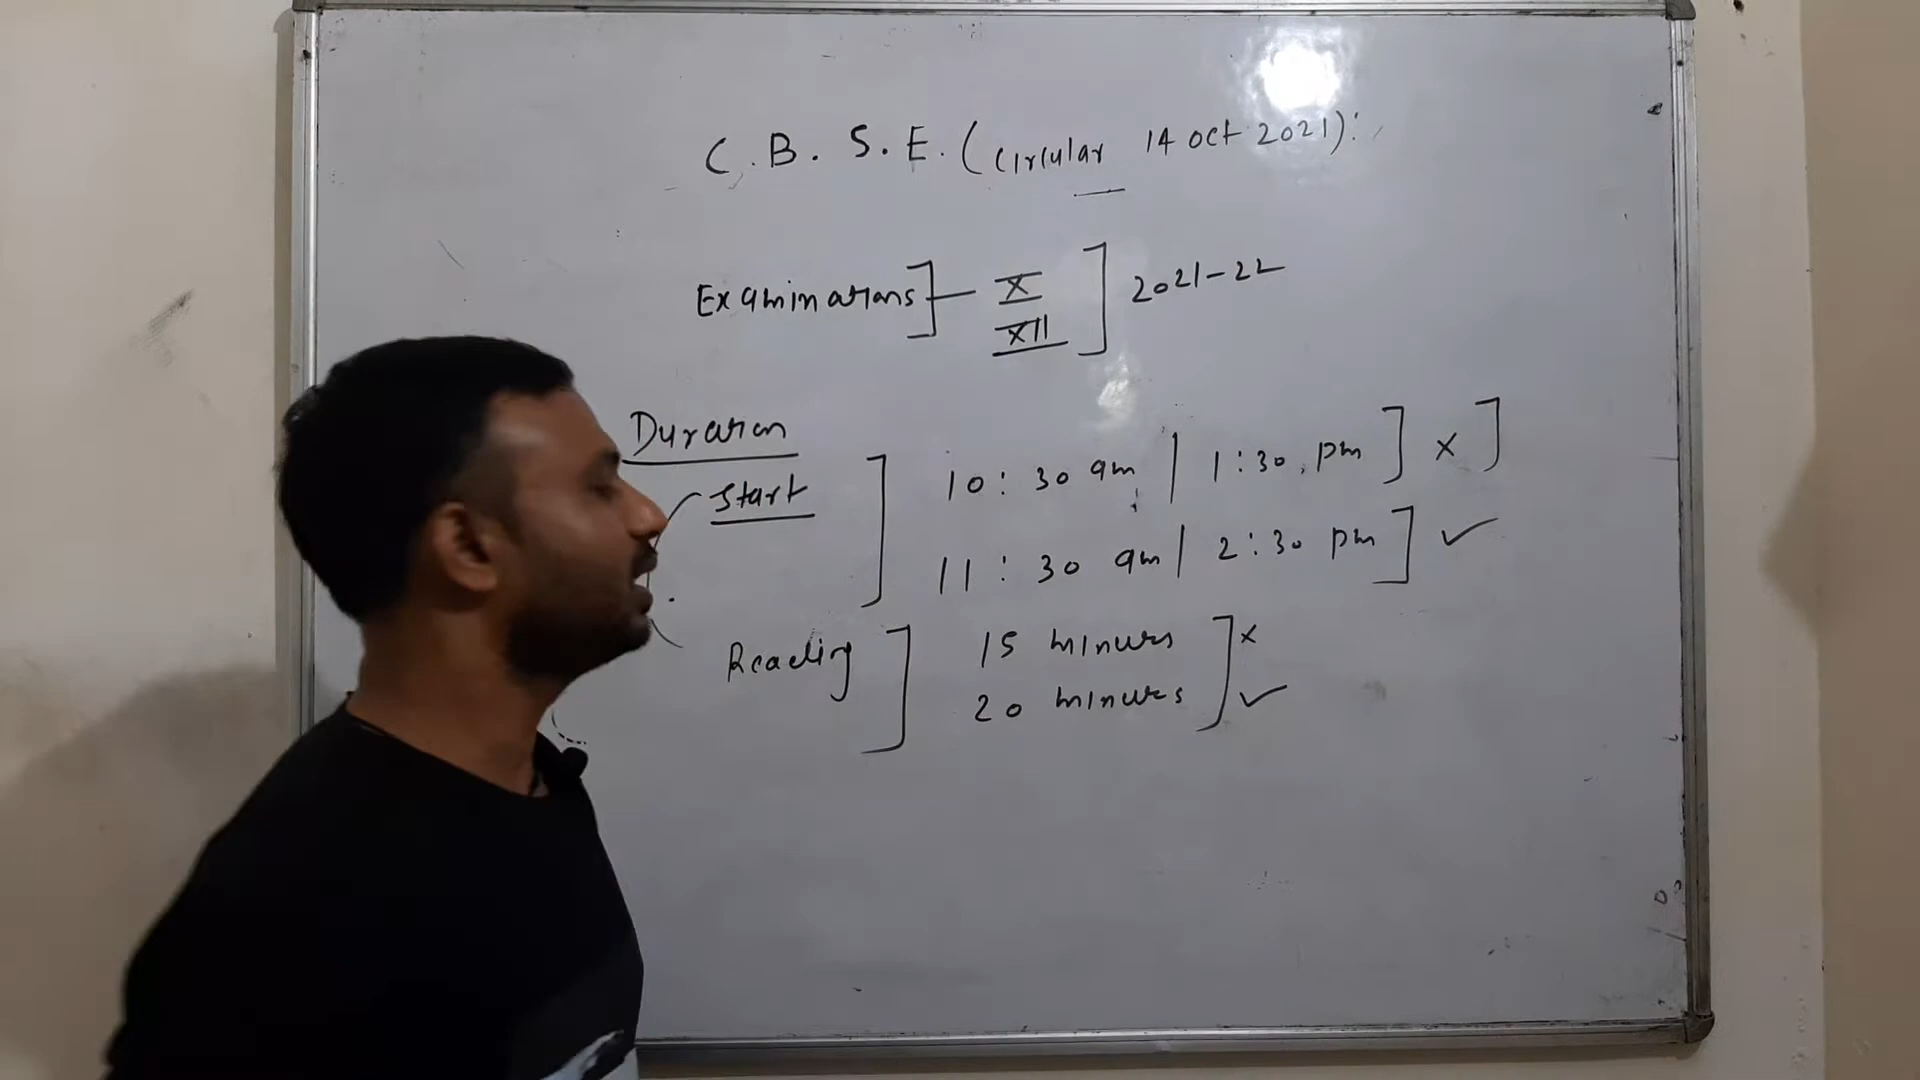 C.B.S.E. (Circular 14 Oct 2021):
Examinations] — X ] 2021-22
XII
Duration
Start ] 10:30 am | 1:30 pm ] x ]
11:30 am | 2:30 pm ] ✓
Reading ] 15 minutes ] x
20 minutes ] ✓